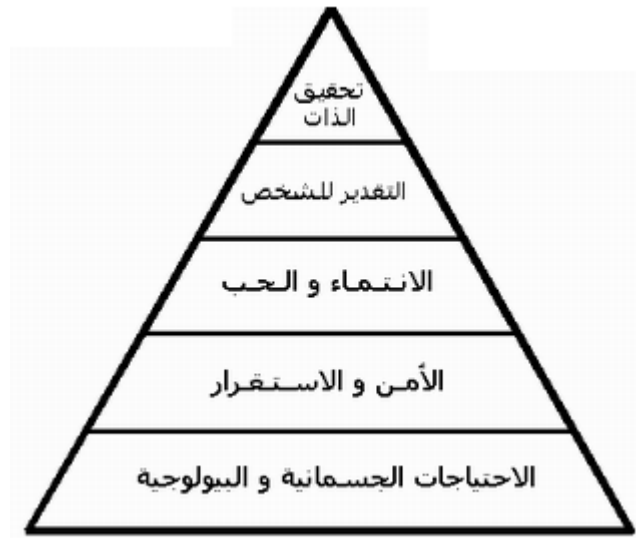 تحقيق
الذات
التقدير للشخص
الانتماء و الحب
الأمن و الاستقرار
الاحتياجات الجسمانية و البيولوجية